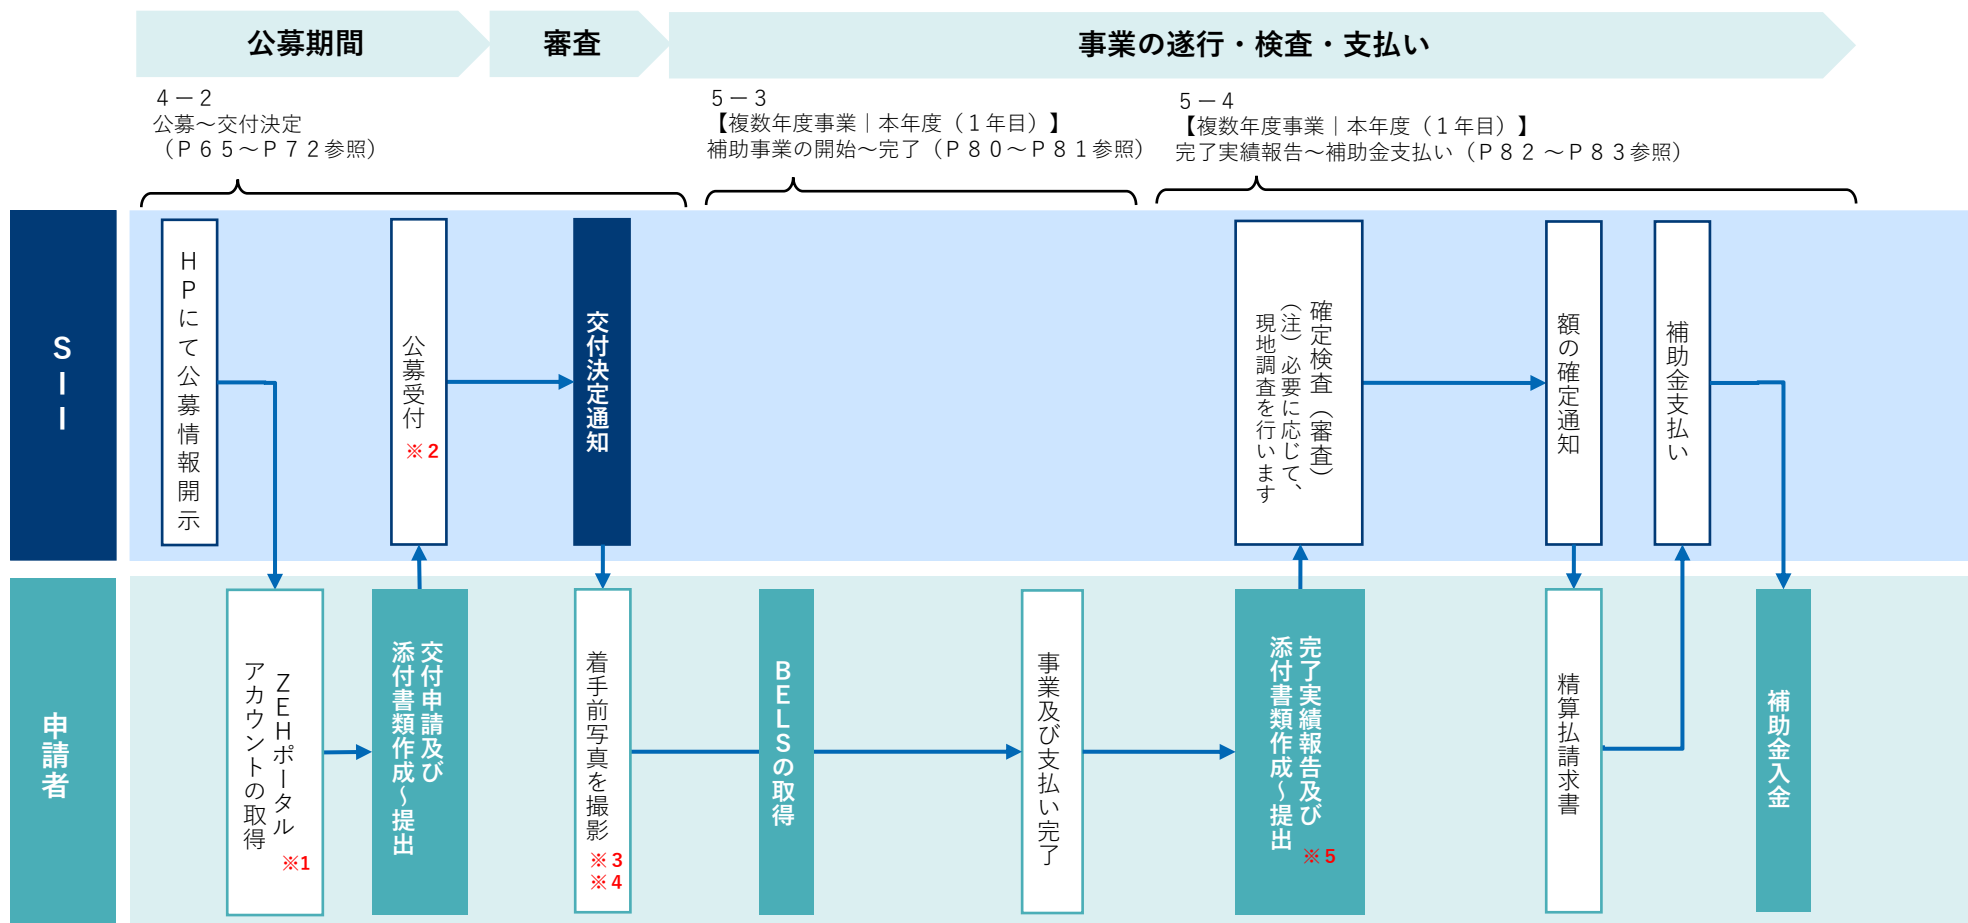 公募期間
審査
事業の遂行・検査・支払い
４－２
公募～交付決定
（Ｐ６５～Ｐ７２参照）
５－３
【複数年度事業｜本年度（１年目）】
補助事業の開始～完了（Ｐ８０～Ｐ８１参照）
５－４
【複数年度事業｜本年度（１年目）】
完了実績報告～補助金支払い（Ｐ８２～Ｐ８３参照）
ＳＩＩ
ＨＰにて公募情報開示
公募受付
※２
交付決定通知
確定検査（審査）
（注）必要に応じて、
現地調査を行います
額の確定通知
補助金支払い
申請者
ＺＥＨポータル
アカウントの取得
※1
交付申請及び
添付書類作成～提出
着手前写真を撮影
※３
※４
ＢＥＬＳの取得
事業及び支払い完了
完了実績報告及び
添付書類作成～提出
※５
精算払請求書
補助金入金